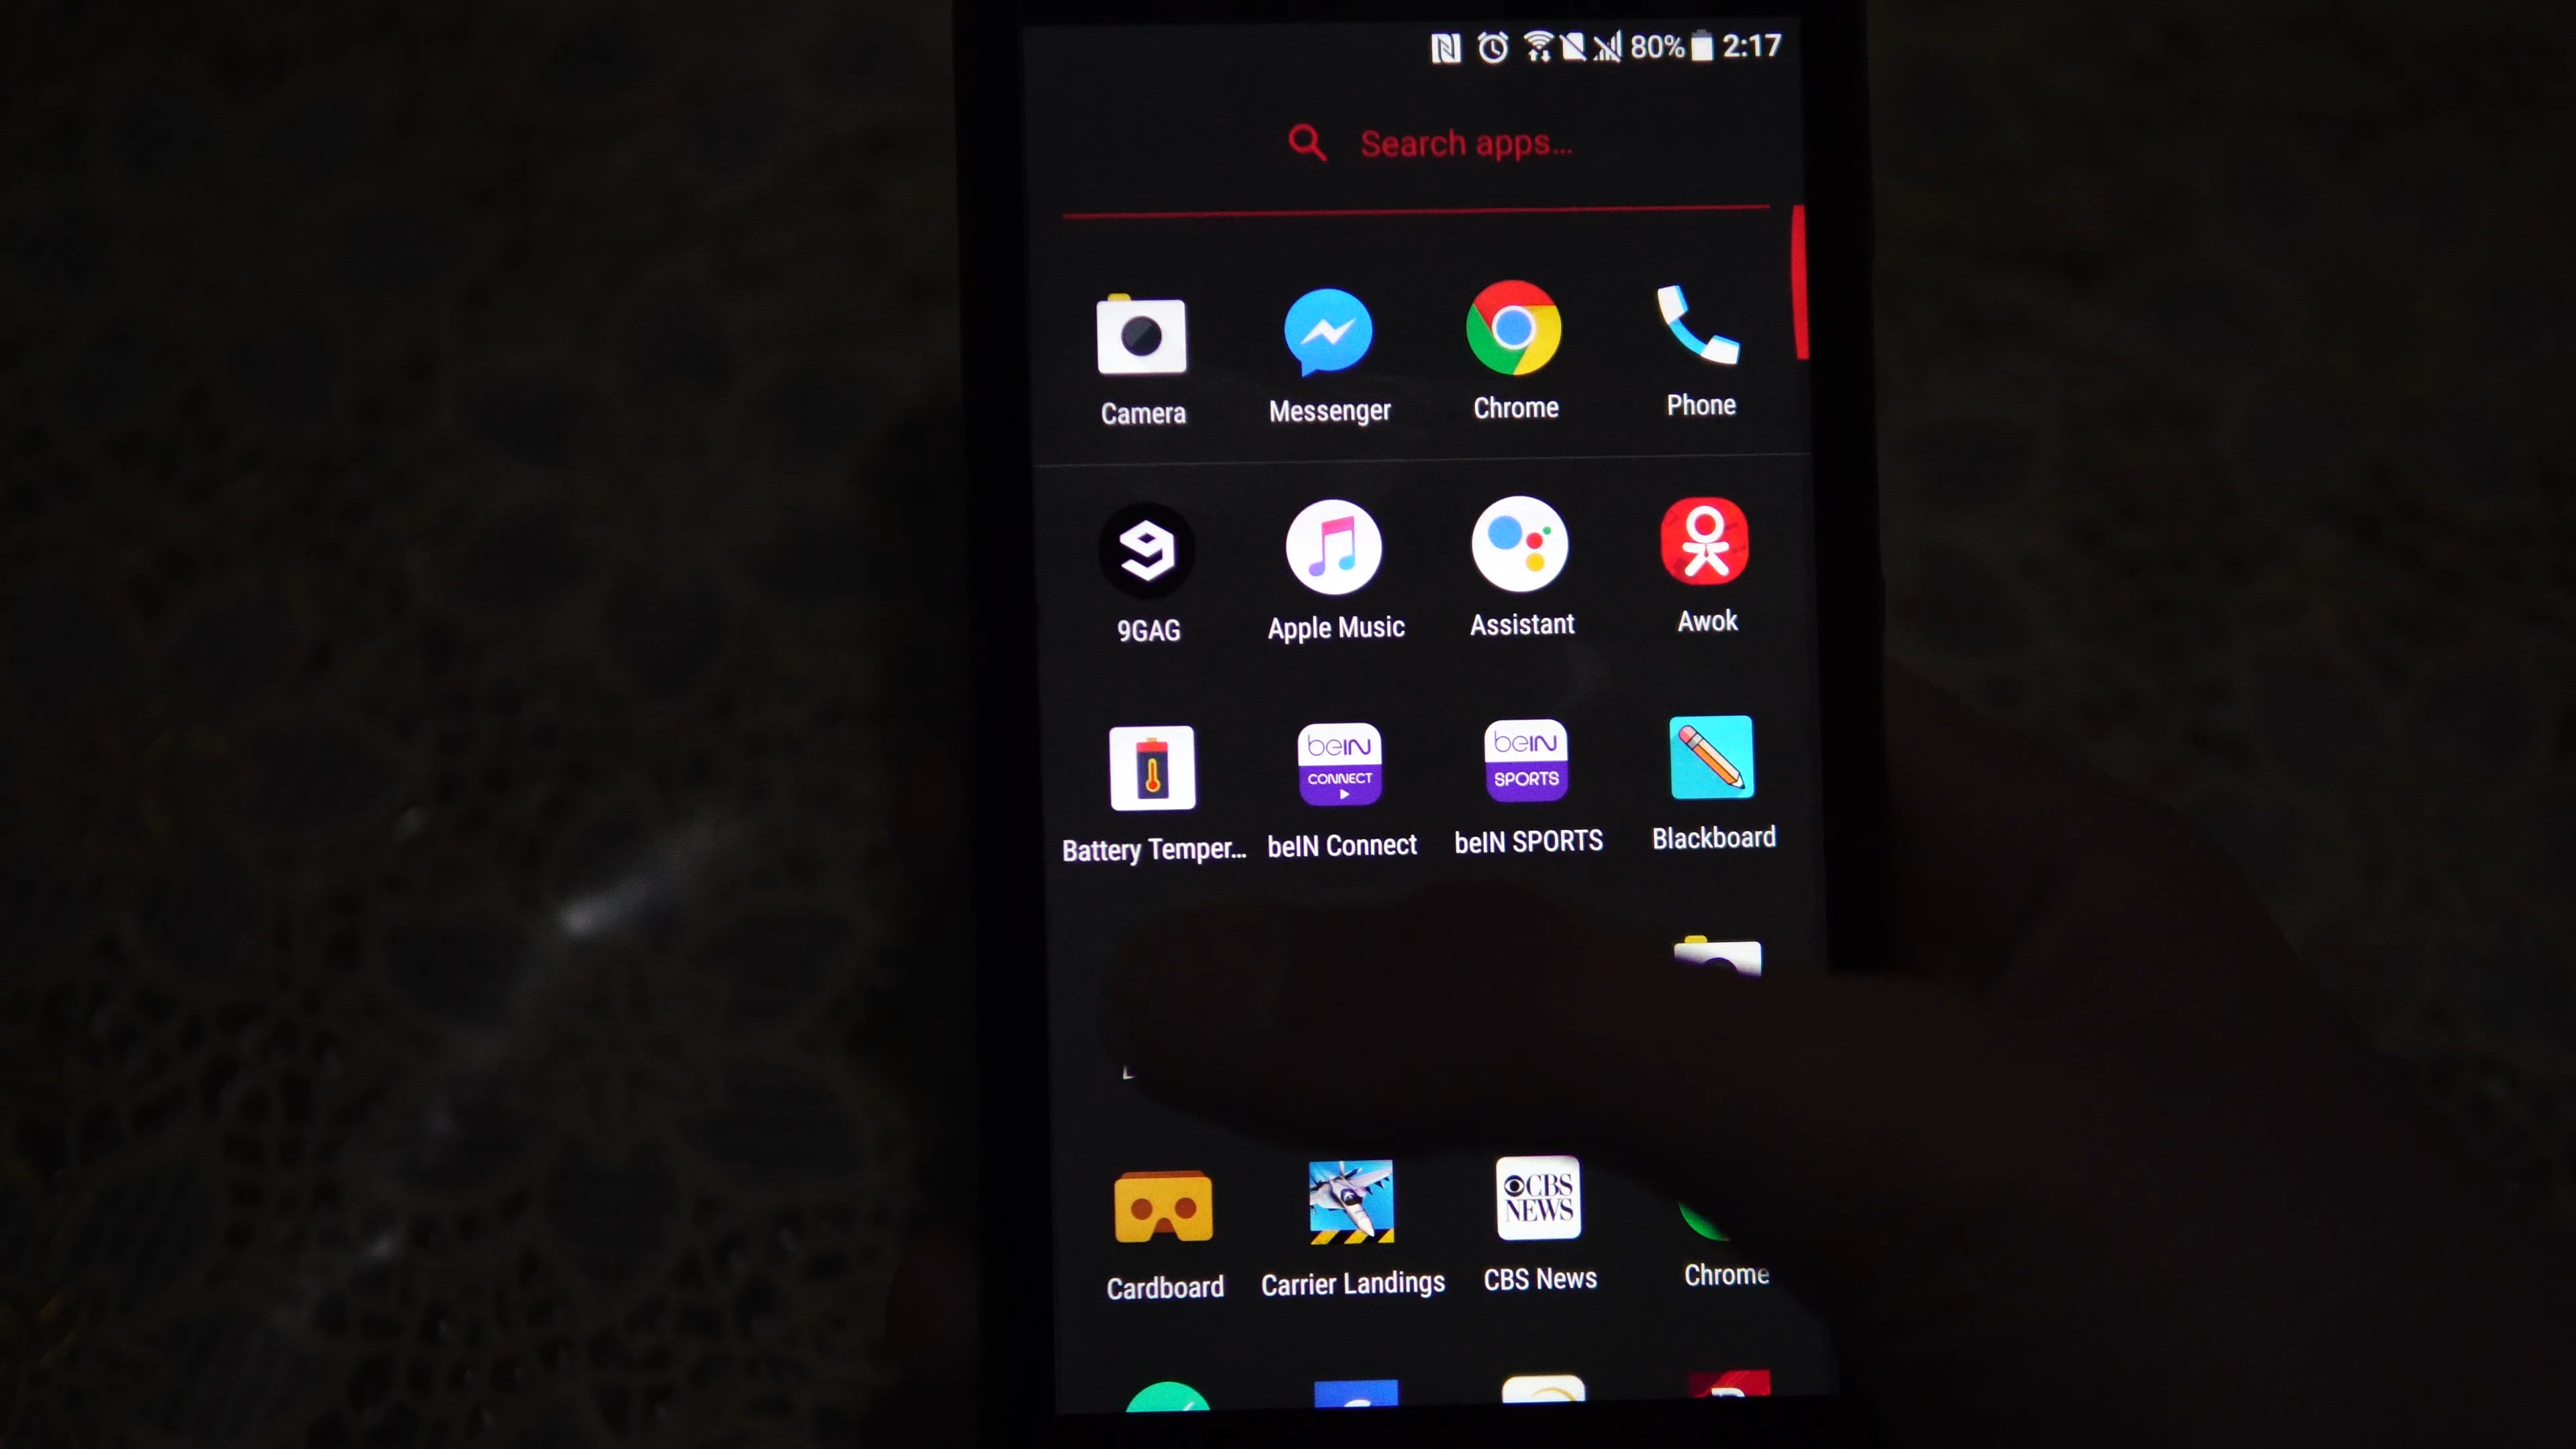 80% 2:17
Search apps...
Camera Messenger Chrome Phone
9GAG Apple Music Assistant Awok
beIN beIN
CONNECT SPORTS
Battery Temper... beIN Connect beIN SPORTS Blackboard
CBS
NEWS
Cardboard Carrier Landings CBS News Chrome